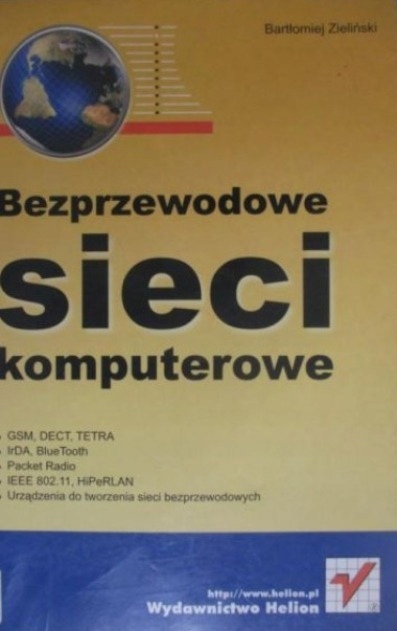 Bartłomiej Zieliński
Bezprzewodowe
sieci
komputerowe
GSM, DECT, TETRA
IrDA, BlueTooth
Packet Radio
IEEE 802.11, HiPeRLAN
Urządzenia do tworzenia sieci bezprzewodowych
http://www.helion.pl
Wydawnictwo Helion